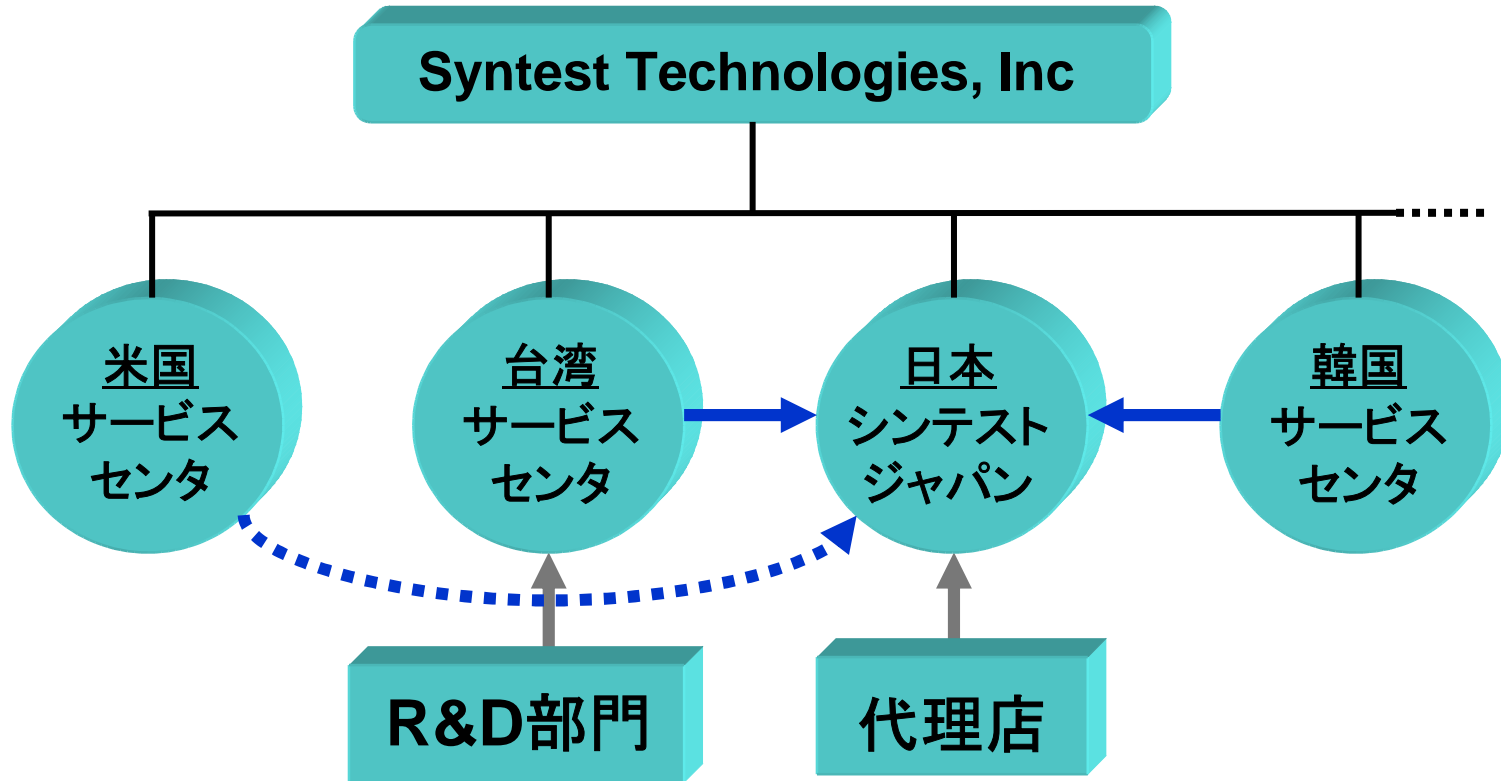 Syntest Technologies, Inc
米国
サービス
センタ
台湾
サービス
センタ
日本
シンテスト
ジャパン
韓国
サービス
センタ
R&D部門
代理店